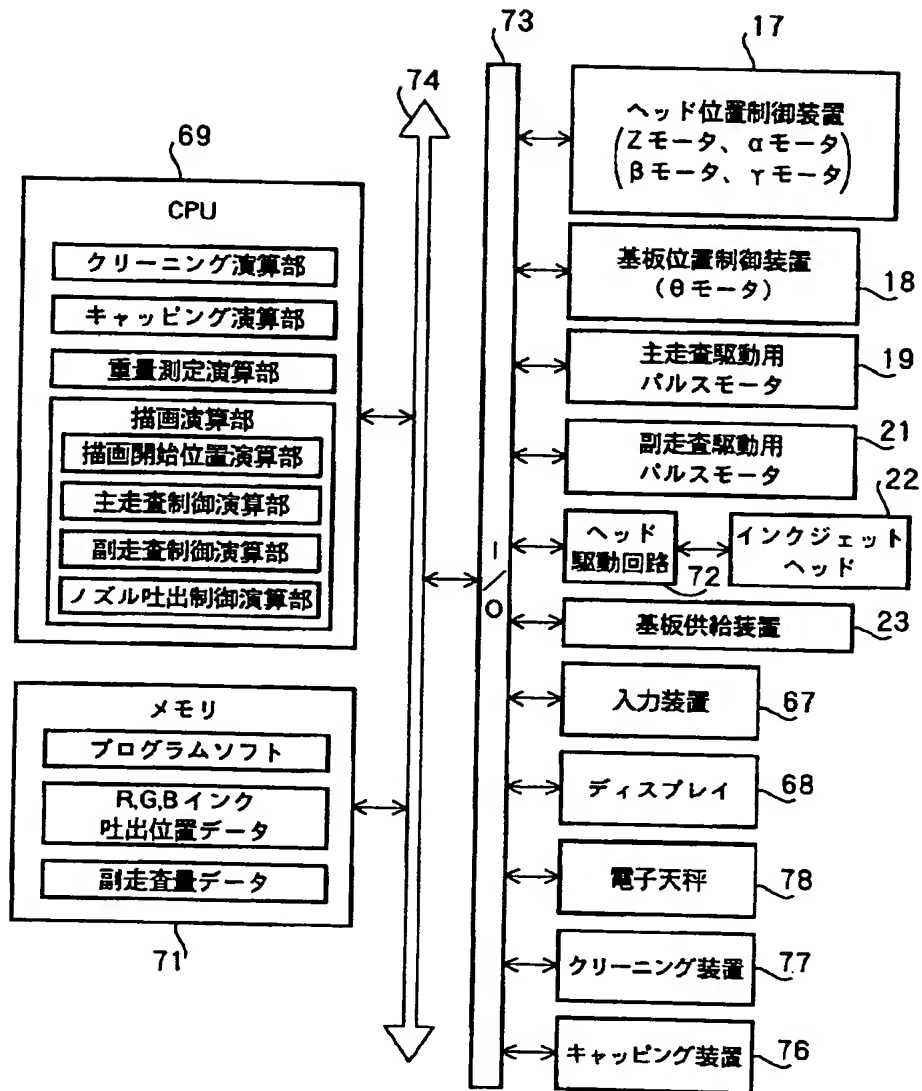 73
17
74
ヘッド位置制御装置
(Zモータ、αモータ
βモータ、γモータ)
69
CPU
クリーニング演算部
キャッピング演算部
重量測定演算部
描画演算部
描画開始位置演算部
主走査制御演算部
副走査制御演算部
ノズル吐出制御演算部
基板位置制御装置
(θモータ)
18
主走査駆動用
パルスモータ
19
副走査駆動用
パルスモータ
21
22
I/O
ヘッド
駆動回路
72
インクジェット
ヘッド
基板供給装置
23
入力装置
67
ディスプレイ
68
電子天秤
78
クリーニング装置
77
キャッピング装置
76
メモリ
プログラムソフト
R,G,Bインク
吐出位置データ
副走査量データ
71